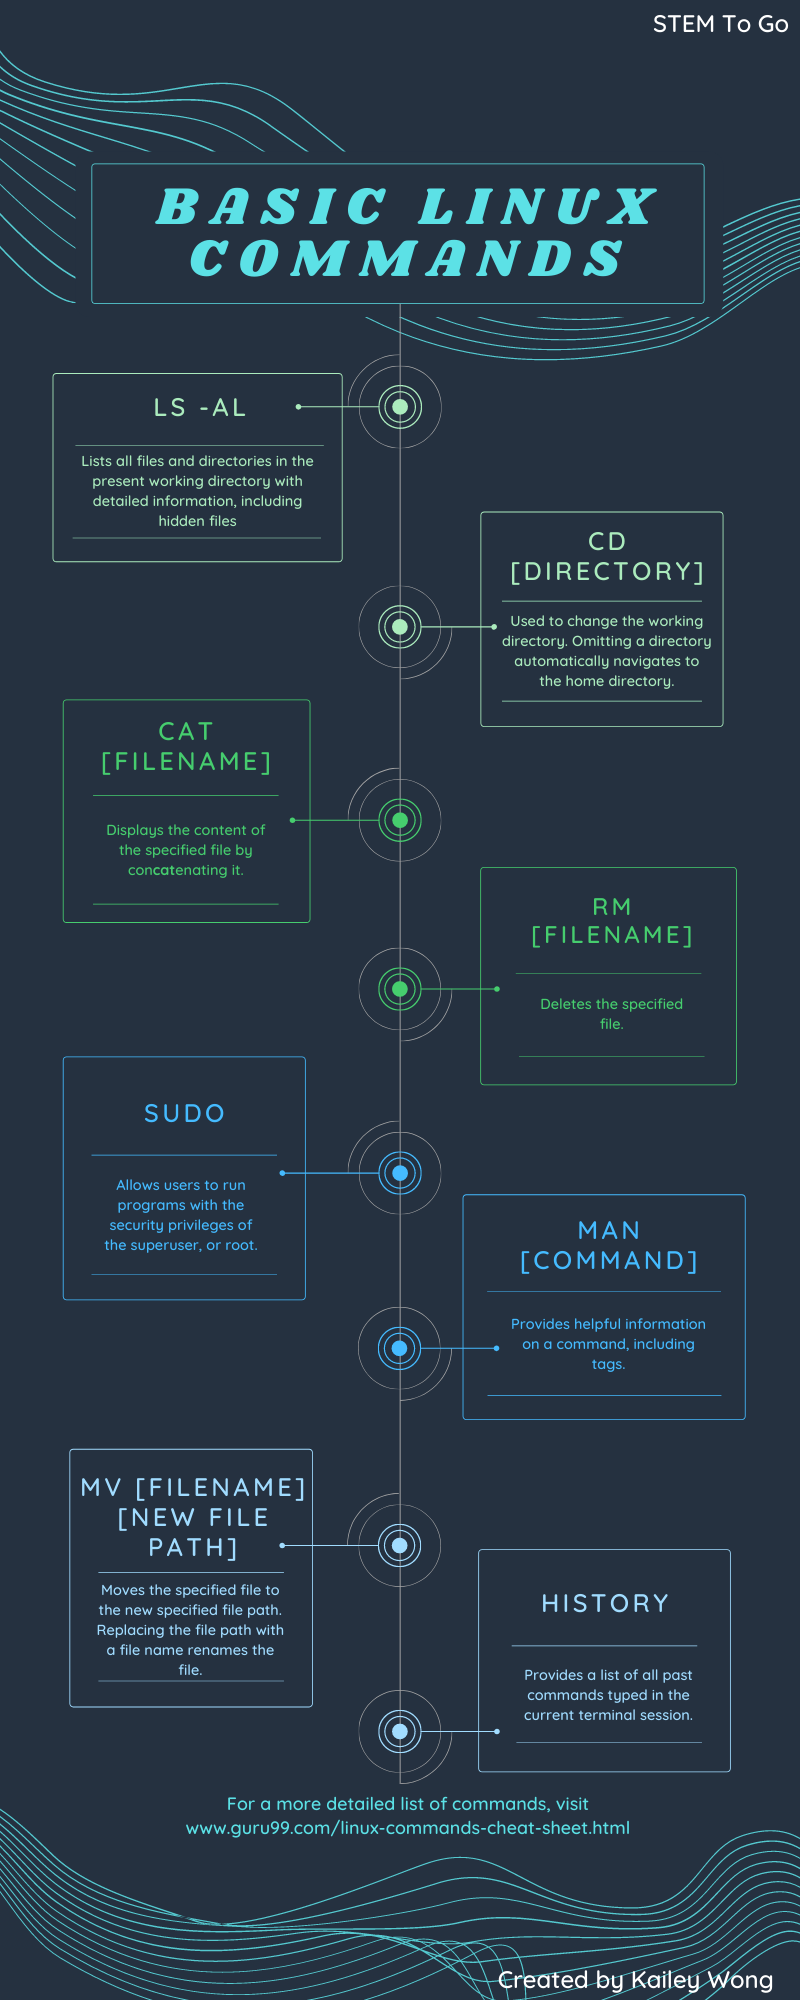 STEM To Go
BASIC LINUX
COMMANDS
LS -AL
Lists all files and directories in the
present working directory with
detailed information, including
hidden files
CD
[DIRECTORY]
Used to change the working
directory. Omitting a directory
automatically navigates to
the home directory.
CAT
[FILENAME]
Displays the content of
the specified file by
concatenating it.
RM
[FILENAME]
Deletes the specified
file.
SUDO
Allows users to run
programs with the
security privileges of
the superuser, or root.
MAN
[COMMAND]
Provides helpful information
on a command, including
tags.
MV [FILENAME]
[NEW FILE
PATH]
Moves the specified file to
the new specified file path.
Replacing the file path with
a file name renames the
file.
HISTORY
Provides a list of all past
commands typed in the
current terminal session.
For a more detailed list of commands, visit
www.guru99.com/linux-commands-cheat-sheet.html
Created by Kailey Wong